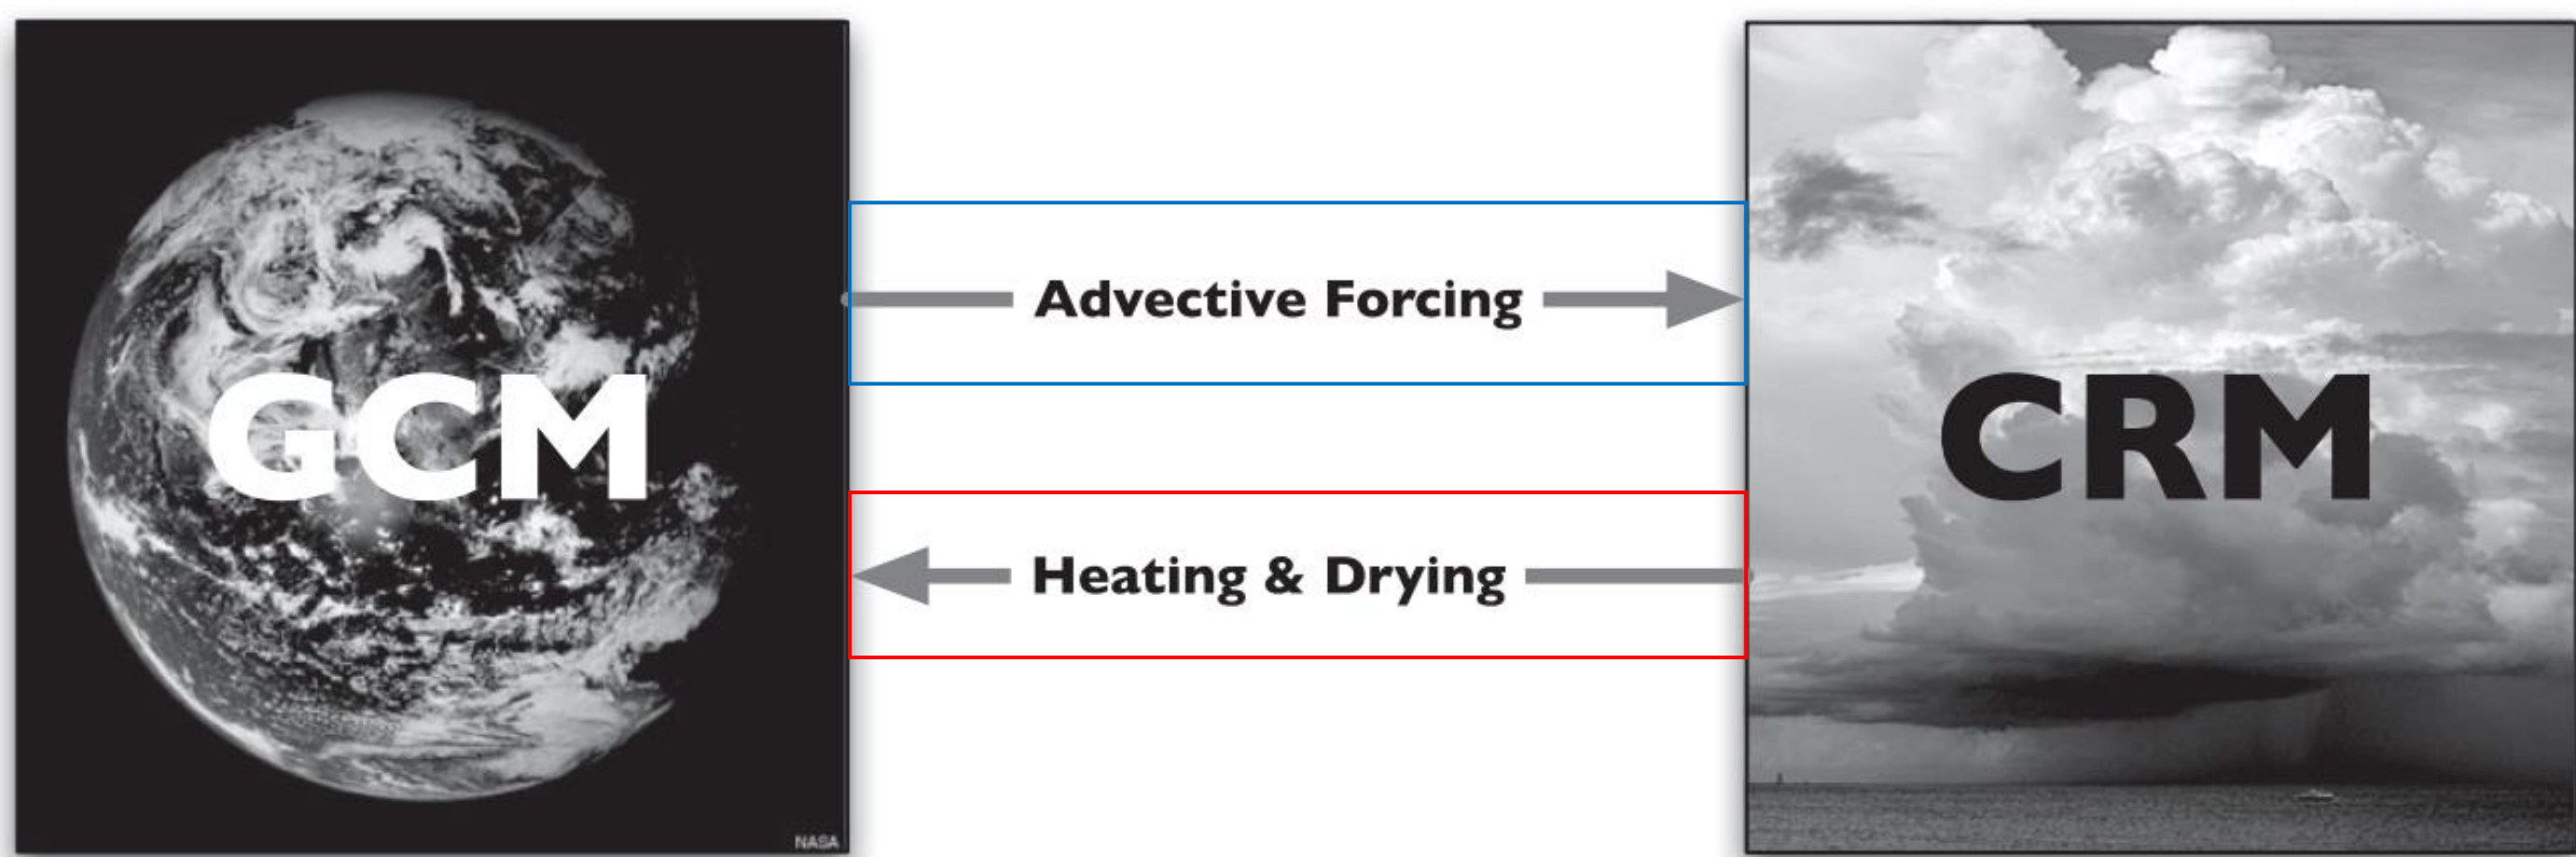 GCM
NASA
Advective Forcing
Heating & Drying
CRM